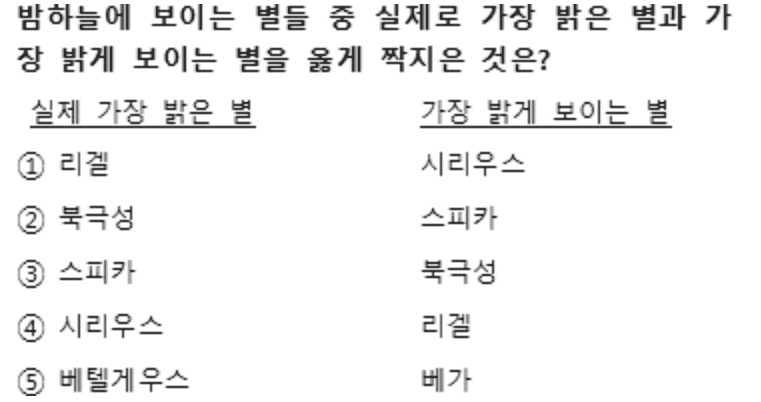 밤하늘에 보이는 별들 중 실제로 가장 밝은 별과 가
장 밝게 보이는 별을 옳게 짝지은 것은?
실제 가장 밝은 별 가장 밝게 보이는 별
① 리겔 시리우스
② 북극성 스피카
③ 스피카 북극성
④ 시리우스 리겔
⑤ 베텔게우스 베가